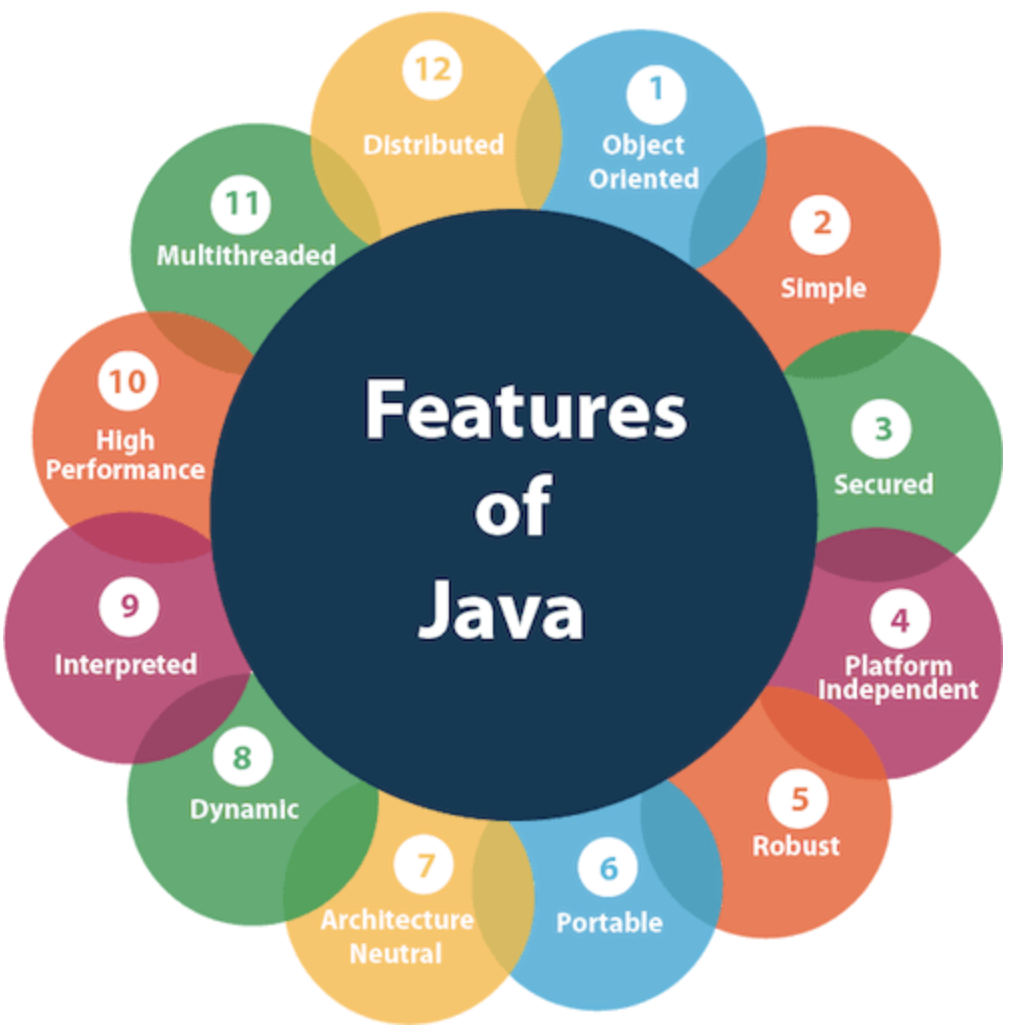 Features
of
Java
1
Object
Oriented
2
Simple
3
Secured
4
Platform
Independent
5
Robust
6
Portable
7
Architecture
Neutral
8
Dynamic
9
Interpreted
10
High
Performance
11
Multithreaded
12
Distributed